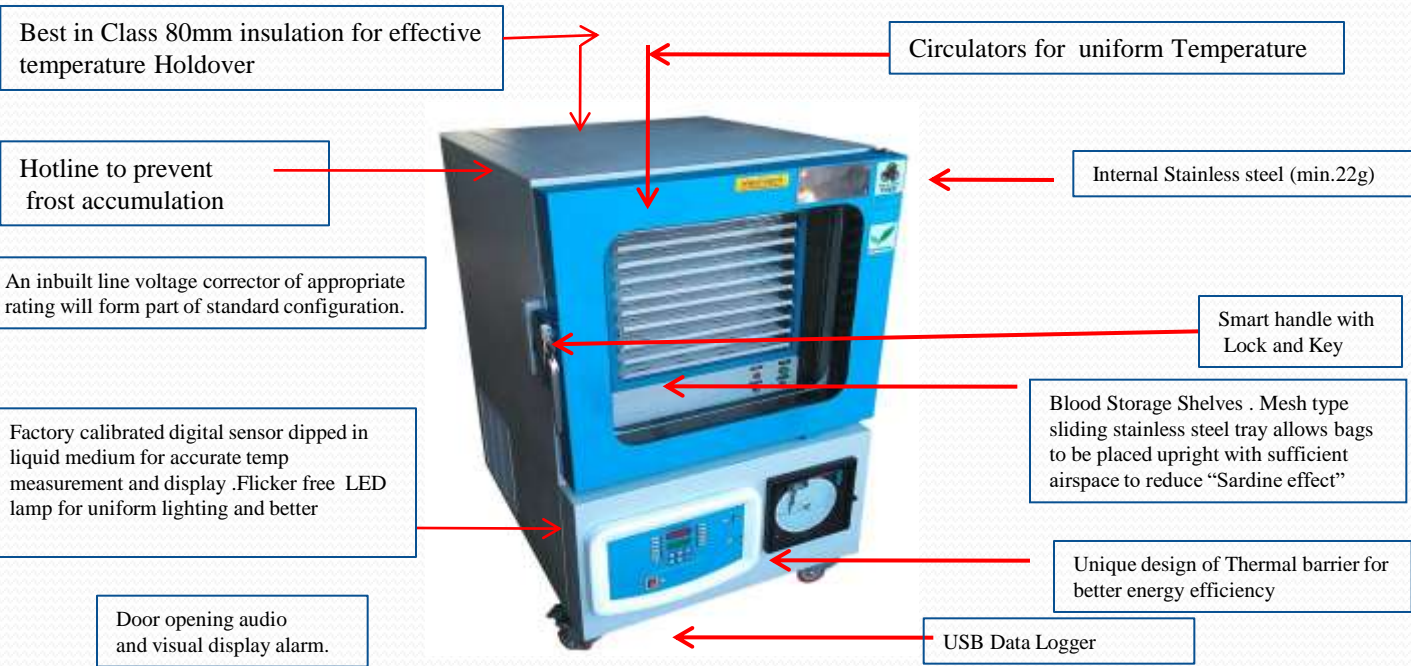 Best in Class 80mm insulation for effective
temperature Holdover
Circulators for  uniform Temperature
Hotline to prevent
frost accumulation
Internal Stainless steel (min.22g)
An inbuilt line voltage corrector of appropriate
rating will form part of standard configuration.
Smart handle with
Lock and Key
Blood Storage Shelves . Mesh type
sliding stainless steel tray allows bags
to be placed upright with sufficient
airspace to reduce “Sardine effect”
Factory calibrated digital sensor dipped in
liquid medium for accurate temp
measurement and display .Flicker free  LED
lamp for uniform lighting and better
Unique design of Thermal barrier for
better energy efficiency
Door opening audio
and visual display alarm.
USB Data Logger